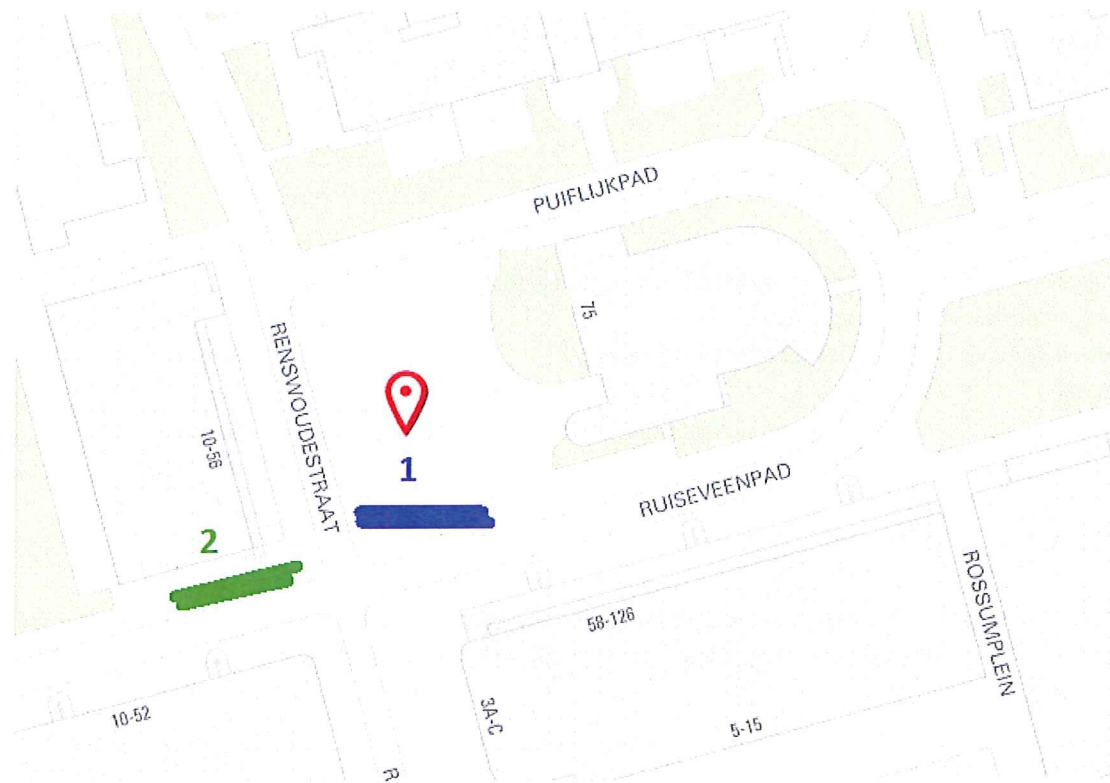 PUIFLIJKPAD
75
RENSWOUDESTRAAT
10-56
1
RUISEVEENPAD
2
ROSSUMPLEIN
58-126
3A-C
10-52
5-15
R